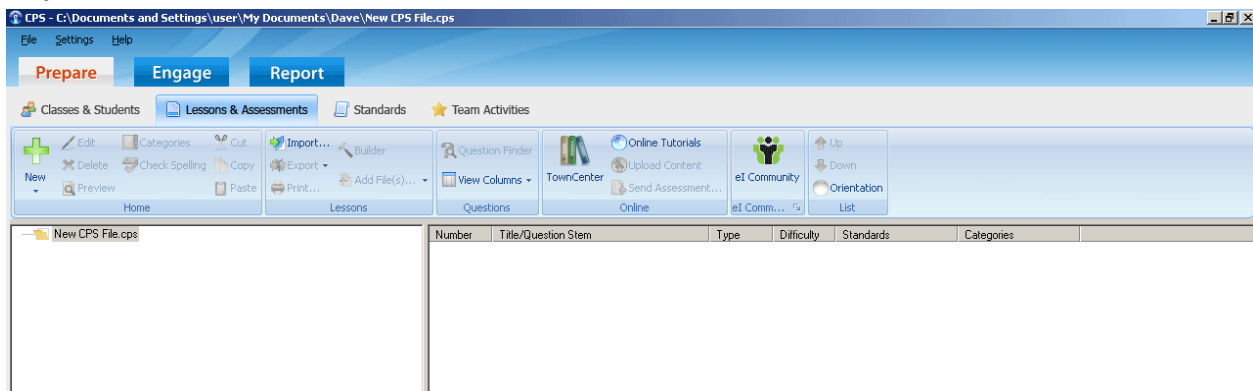 CPS - C:\Documents and Settings\user\My Documents\Dave\New CPS File.cps
File Settings Help
Prepare Engage Report
Classes & Students Lessons & Assessments Standards Team Activities
New
Edit Categories Cut
Delete Check Spelling Copy
Preview Paste
Home
Import... Builder
Export
Print... Add File(s)...
Lessons
Question Finder
View Columns
Questions
TownCenter
Online Tutorials
Upload Content
Send Assessment...
Online
eI Community
eI Comm...
Up
Down
Orientation
List
New CPS File.cps
Number Title/Question Stem Type Difficulty Standards Categories